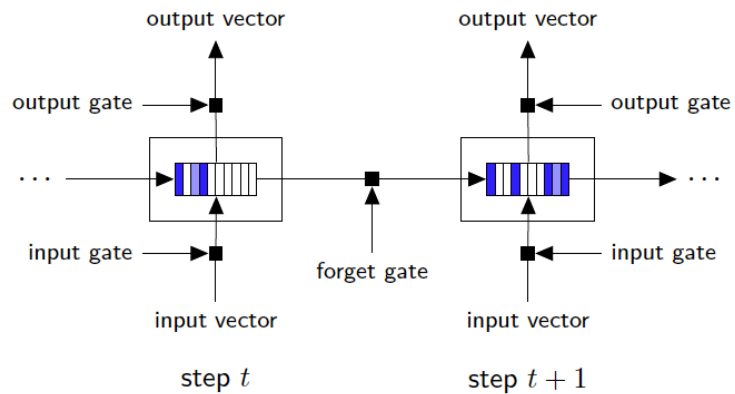 output vector
output vector
output gate
output gate
···
···
input gate
input gate
forget gate
input vector
input vector
step t
step t + 1